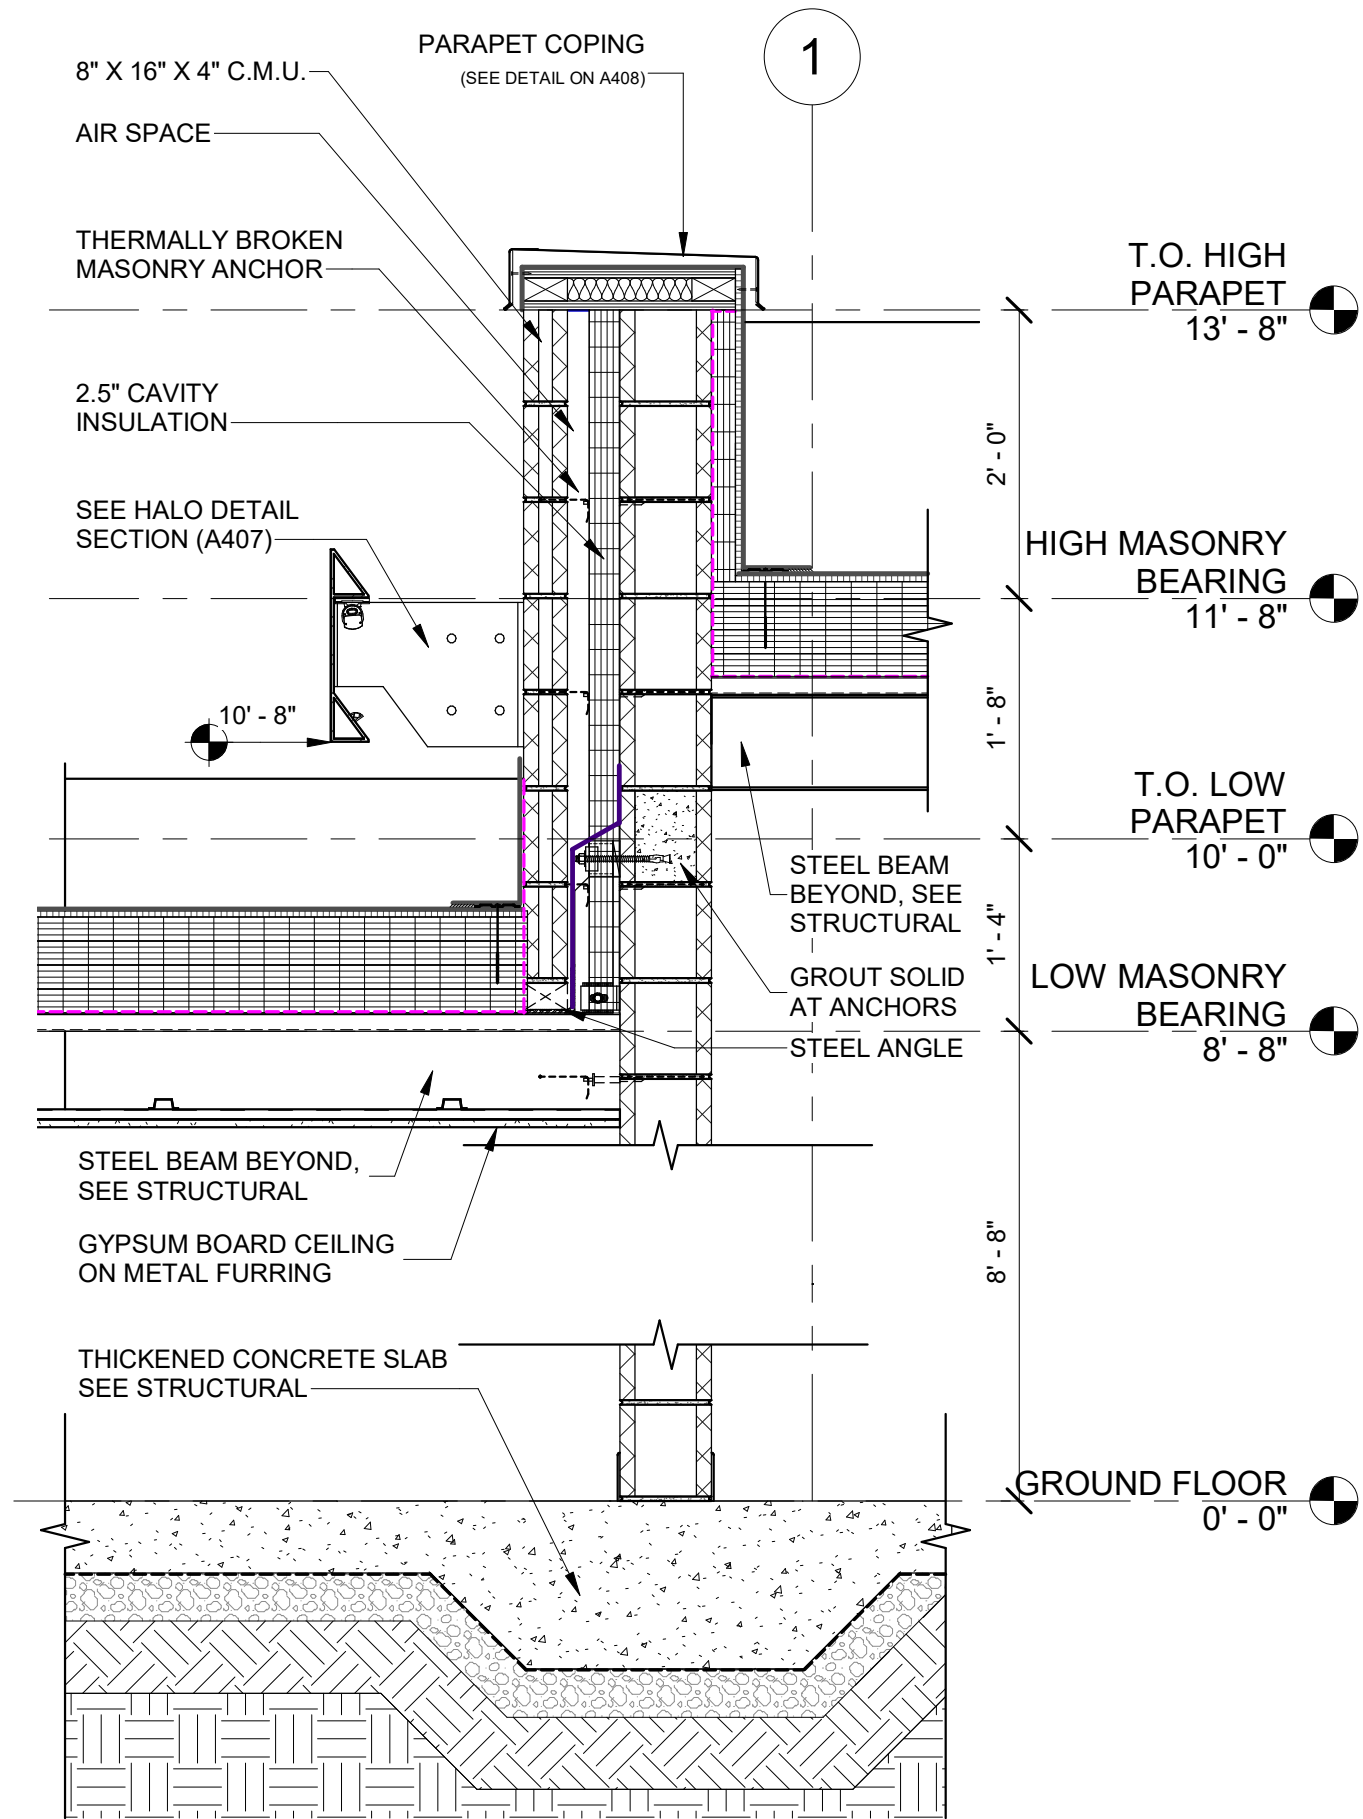 PARAPET COPING
(SEE DETAIL ON A408)
1
8" X 16" X 4" C.M.U.
AIR SPACE
THERMALLY BROKEN
MASONRY ANCHOR
2.5" CAVITY
INSULATION
SEE HALO DETAIL
SECTION (A407)
10' - 8"
T.O. HIGH
PARAPET
13' - 8"
2' - 0"
HIGH MASONRY
BEARING
11' - 8"
1' - 8"
T.O. LOW
PARAPET
10' - 0"
1' - 4"
STEEL BEAM
BEYOND, SEE
STRUCTURAL
GROUT SOLID
AT ANCHORS
STEEL ANGLE
LOW MASONRY
BEARING
8' - 8"
STEEL BEAM BEYOND,
SEE STRUCTURAL
GYPSUM BOARD CEILING
ON METAL FURRING
8' - 8"
THICKENED CONCRETE SLAB
SEE STRUCTURAL
GROUND FLOOR
0' - 0"